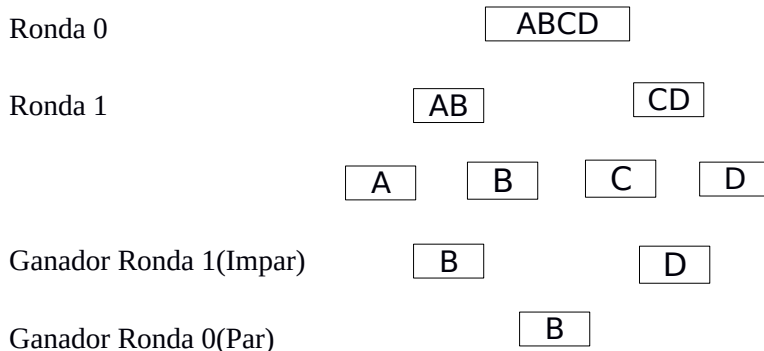 Ronda 0 ABCD
Ronda 1 AB CD
A B C D
Ganador Ronda 1(Impar) B D
Ganador Ronda 0(Par) B